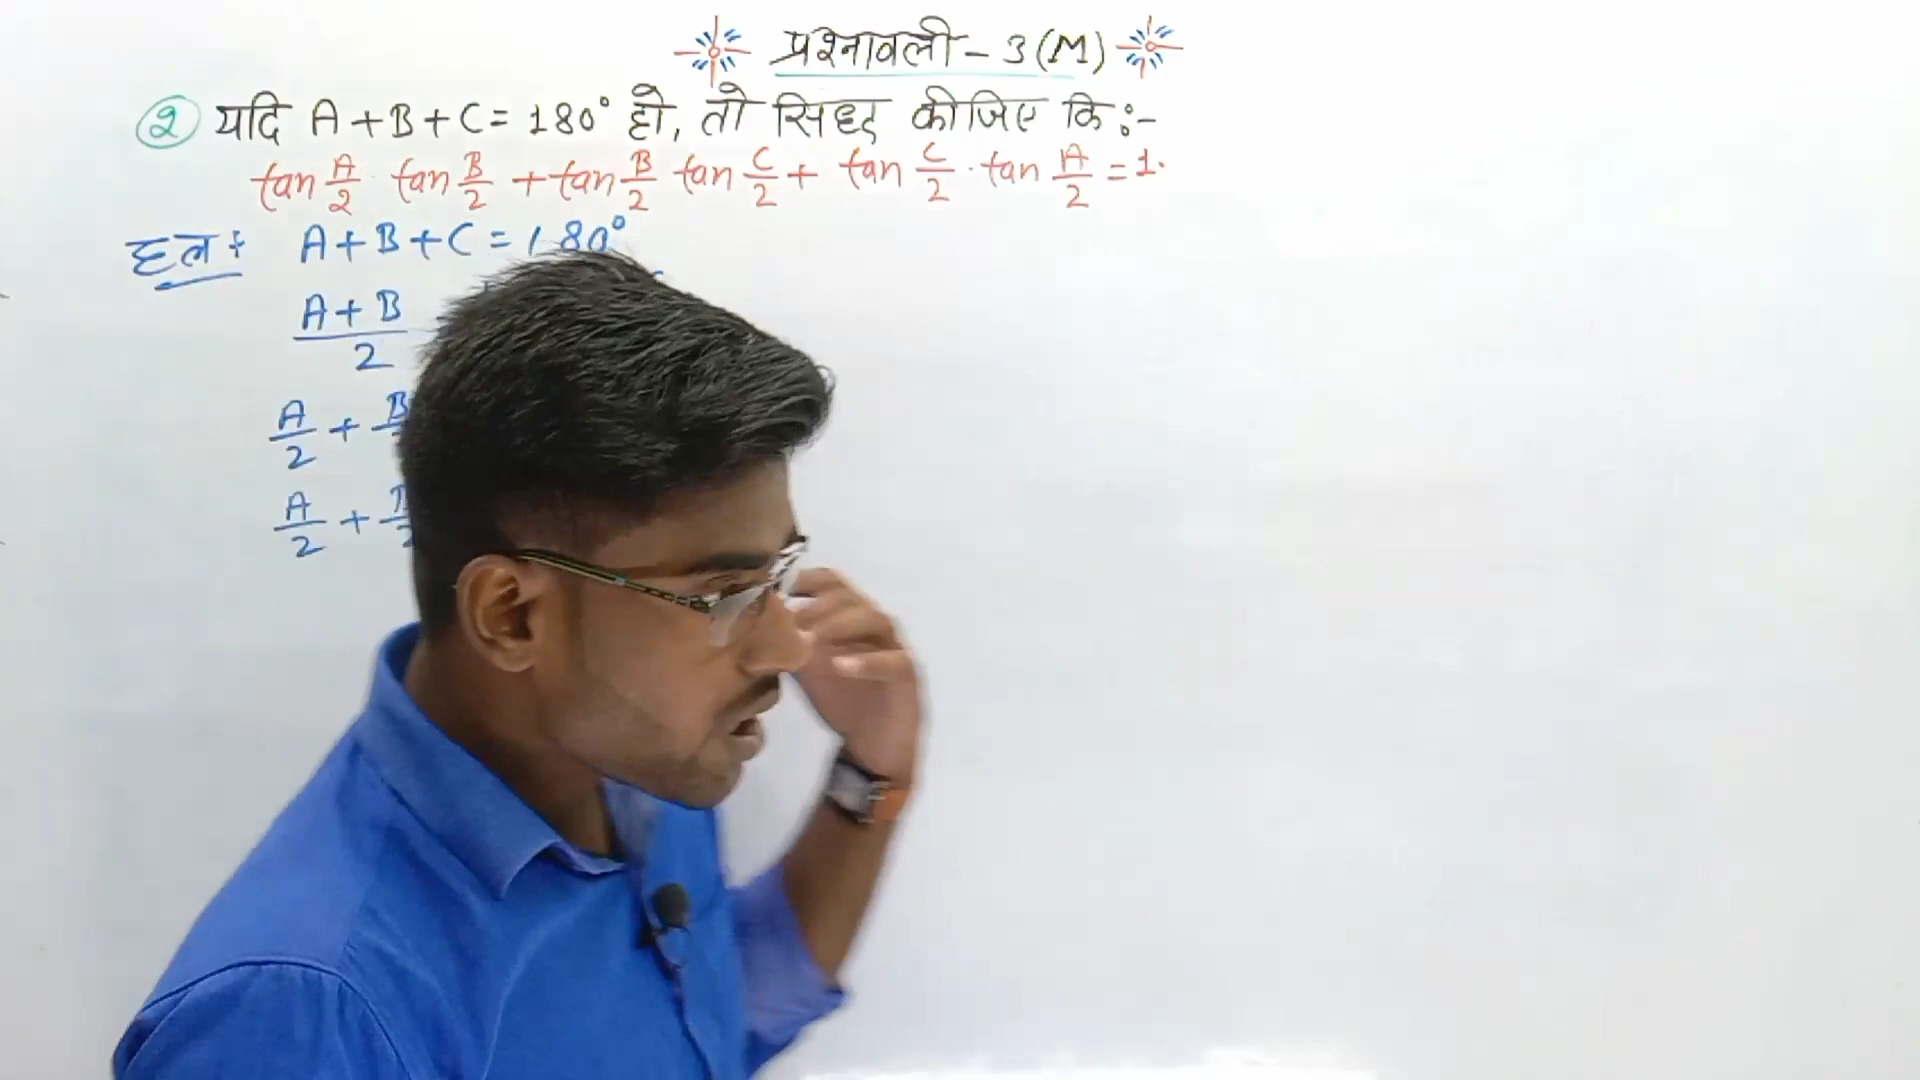 प्रश्नावली - 3 (M)
2 यदि A + B + C = 180° हो, तो सिद्ध कीजिए कि :-
tan A/2 · tan B/2 + tan B/2 tan C/2 + tan C/2 · tan A/2 = 1.
हल ÷ A + B + C = 180°
A + B / 2
A/2 + B
A/2 +